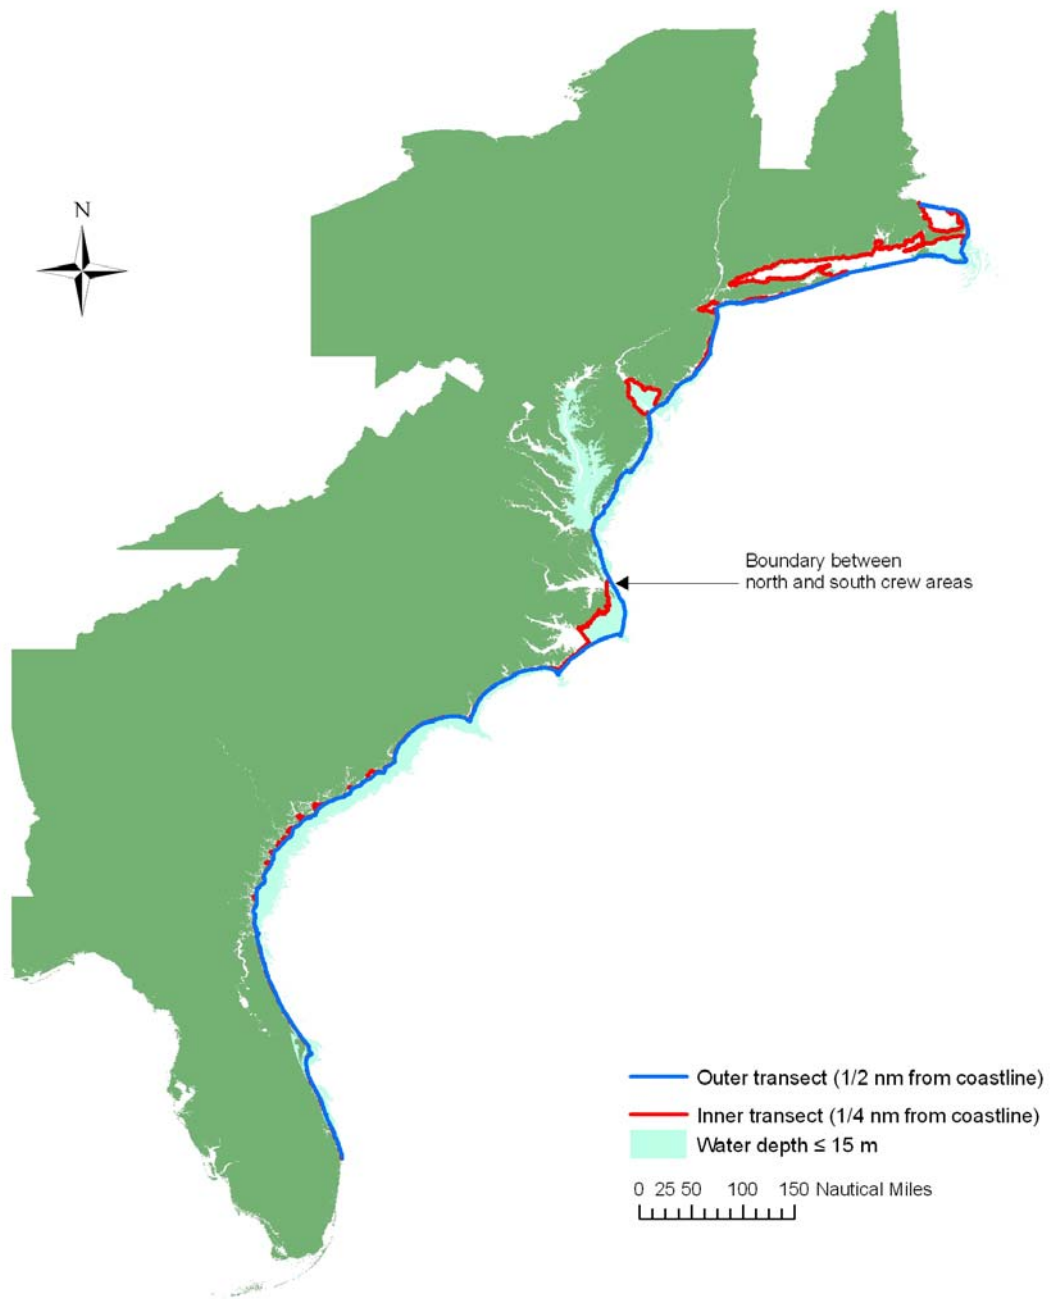 N
Boundary between
north and south crew areas
Outer transect (1/2 nm from coastline)
Inner transect (1/4 nm from coastline)
Water depth ≤ 15 m
0 25 50 100 150 Nautical Miles